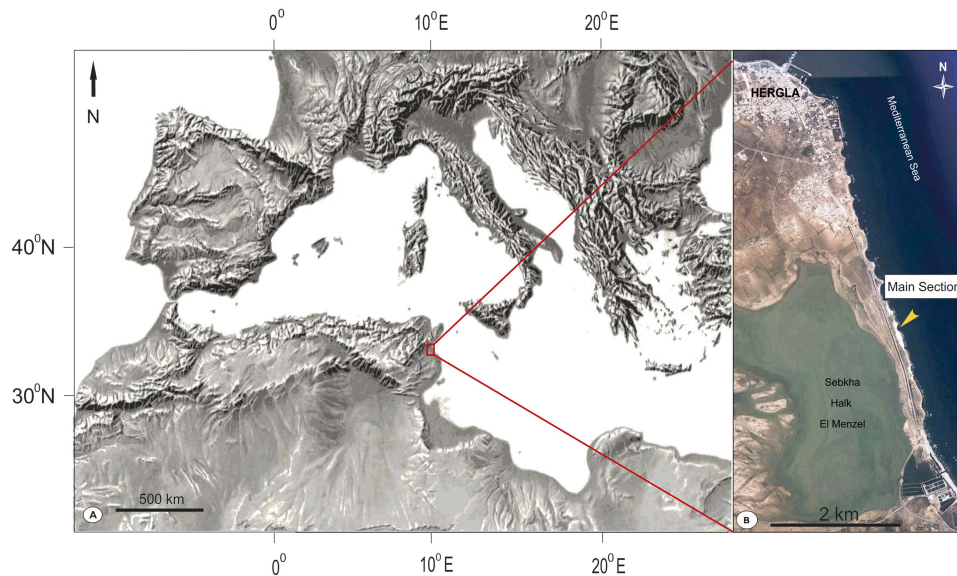 0⁰
10⁰E
20⁰E
N
40⁰N
30⁰N
500 km
A
0⁰
10⁰E
20⁰E
HERGLA
N
Mediterranean Sea
Main Section
Sebkha
Halk
El Menzel
B
2 km